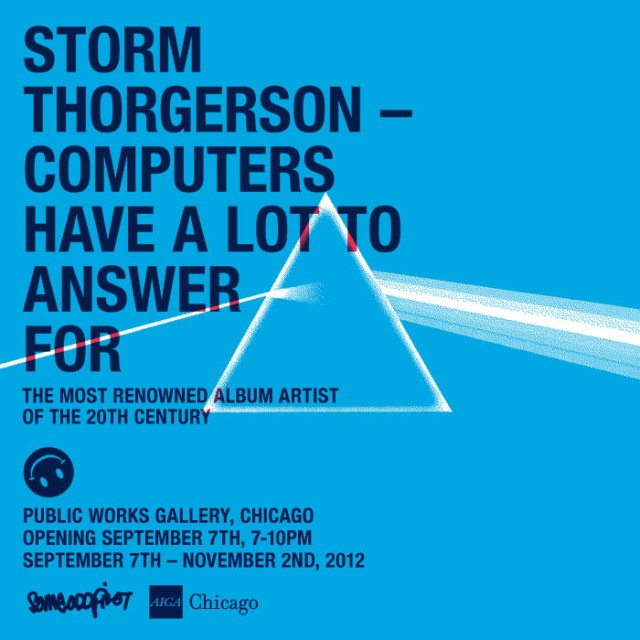 STORM
THORGERSON –
COMPUTERS
HAVE A LOT TO
ANSWER
FOR
THE MOST RENOWNED ALBUM ARTIST
OF THE 20TH CENTURY
PUBLIC WORKS GALLERY, CHICAGO
OPENING SEPTEMBER 7TH, 7-10PM
SEPTEMBER 7TH – NOVEMBER 2ND, 2012
AIGA Chicago